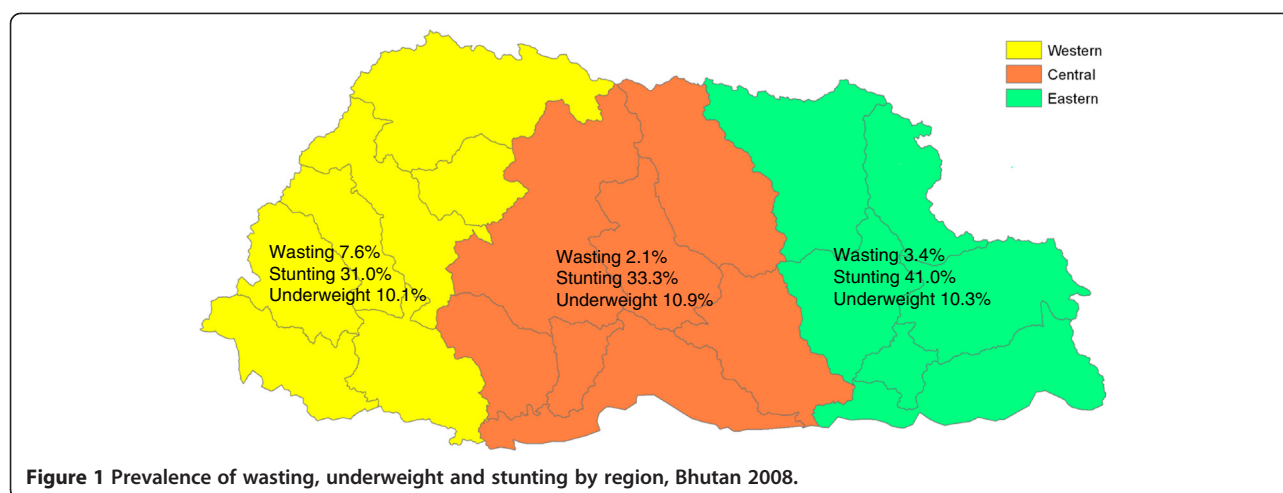 Western
Central
Eastern
Wasting 7.6%
Stunting 31.0%
Underweight 10.1%
Wasting 2.1%
Stunting 33.3%
Underweight 10.9%
Wasting 3.4%
Stunting 41.0%
Underweight 10.3%
Figure 1 Prevalence of wasting, underweight and stunting by region, Bhutan 2008.